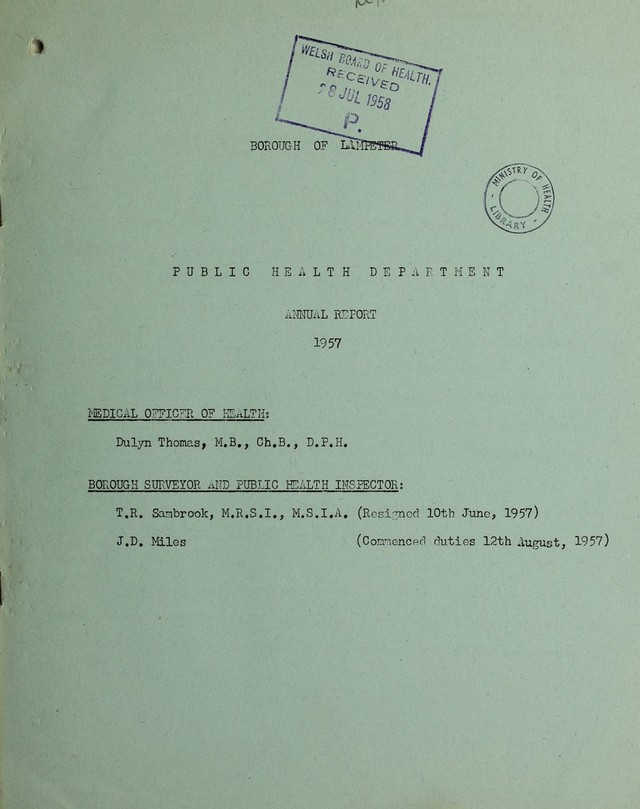 WELSH BOARD OF HEALTH.
RECEIVED
28 JUL 1958
P.
BOROUGH OF LAMPETER
MINISTRY OF HEALTH
LIBRARY
PUBLIC HEALTH DEPARTMENT
ANNUAL REPORT
1957
MEDICAL OFFICER OF HEALTH:
Dulyn Thomas, M.B., Ch.B., D.P.H.
BOROUGH SURVEYOR AND PUBLIC HEALTH INSPECTOR:
T.R. Sambrook, M.R.S.I., M.S.I.A. (Resigned 10th June, 1957)
J.D. Miles (Commenced duties 12th August, 1957)